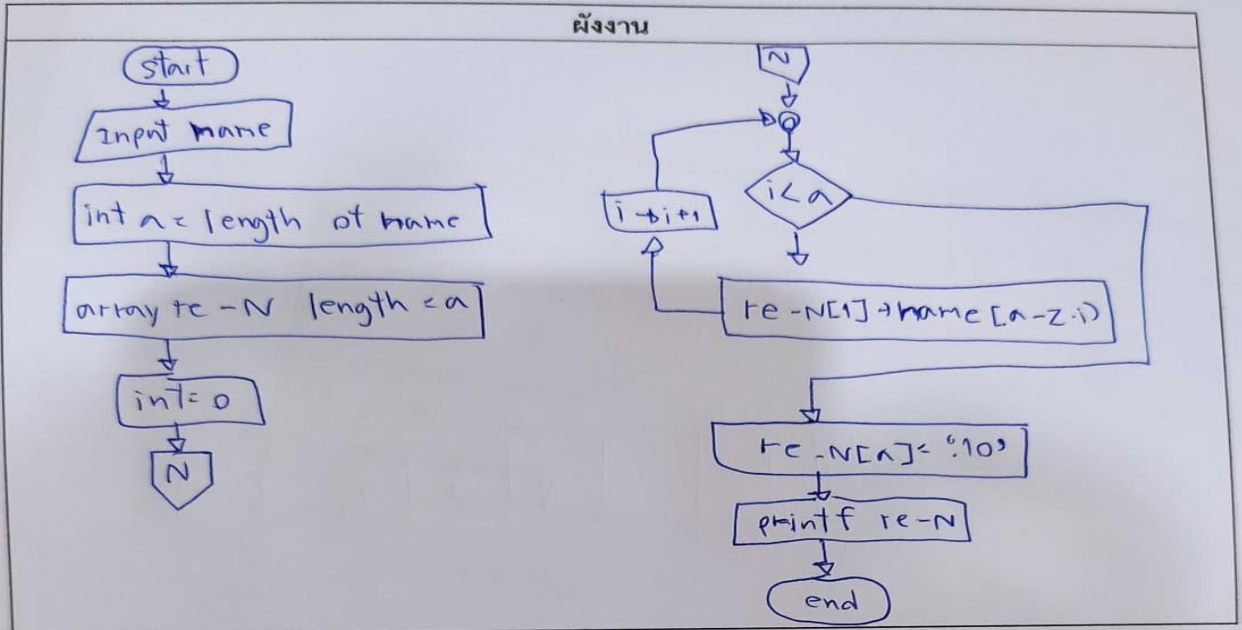 ผังงาน
start
Input name
int a = length of name
array re-N length = a
int = 0
N
N
i < a
i → i+1
re-N[1] → name [a-2-i)
re-N[a] = '\0'
printf re-N
end